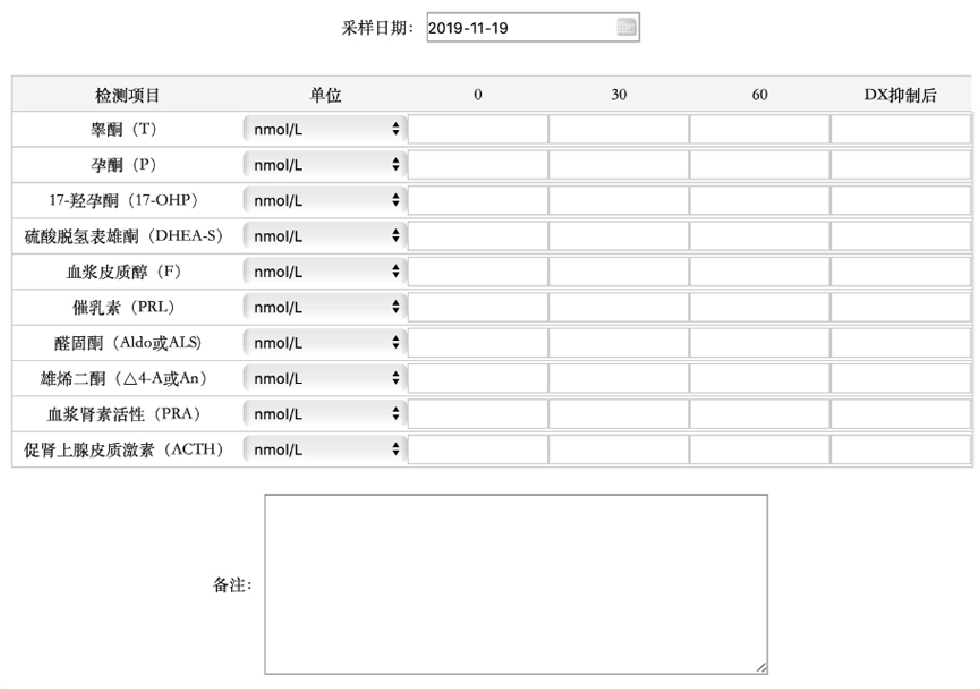 采样日期: 2019-11-19
检测项目 单位 0 30 60 DX抑制后
睾酮（T） nmol/L
孕酮（P） nmol/L
17-羟孕酮（17-OHP） nmol/L
硫酸脱氢表雄酮（DHEA-S） nmol/L
血浆皮质醇（F） nmol/L
催乳素（PRL） nmol/L
醛固酮（Aldo或ALS) nmol/L
雄烯二酮（△4-A或An） nmol/L
血浆肾素活性（PRA） nmol/L
促肾上腺皮质激素（ACTH） nmol/L
备注: